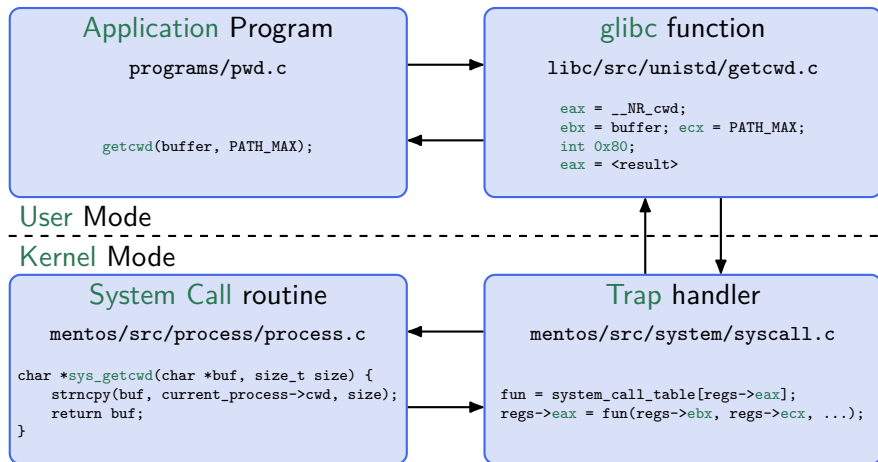 Application Program
programs/pwd.c
getcwd(buffer, PATH_MAX);
glibc function
libc/src/unistd/getcwd.c
eax = __NR_cwd;
ebx = buffer; ecx = PATH_MAX;
int 0x80;
eax = <result>
User Mode
Kernel Mode
System Call routine
mentos/src/process/process.c
char *sys_getcwd(char *buf, size_t size) {
    strncpy(buf, current_process->cwd, size);
    return buf;
}
Trap handler
mentos/src/system/syscall.c
fun = system_call_table[regs->eax];
regs->eax = fun(regs->ebx, regs->ecx, ...);